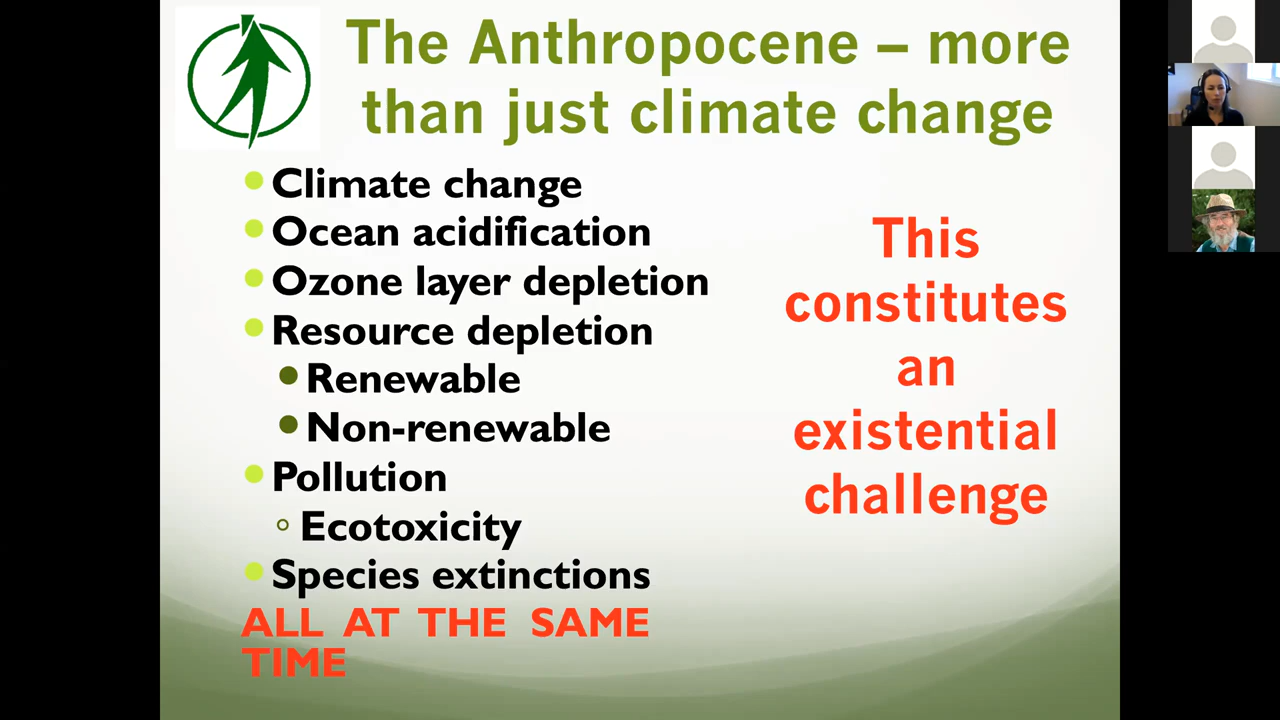 The Anthropocene – more
than just climate change
Climate change
Ocean acidification
Ozone layer depletion
Resource depletion
Renewable
Non-renewable
Pollution
Ecotoxicity
Species extinctions
ALL AT THE SAME
TIME
This
constitutes
an
existential
challenge